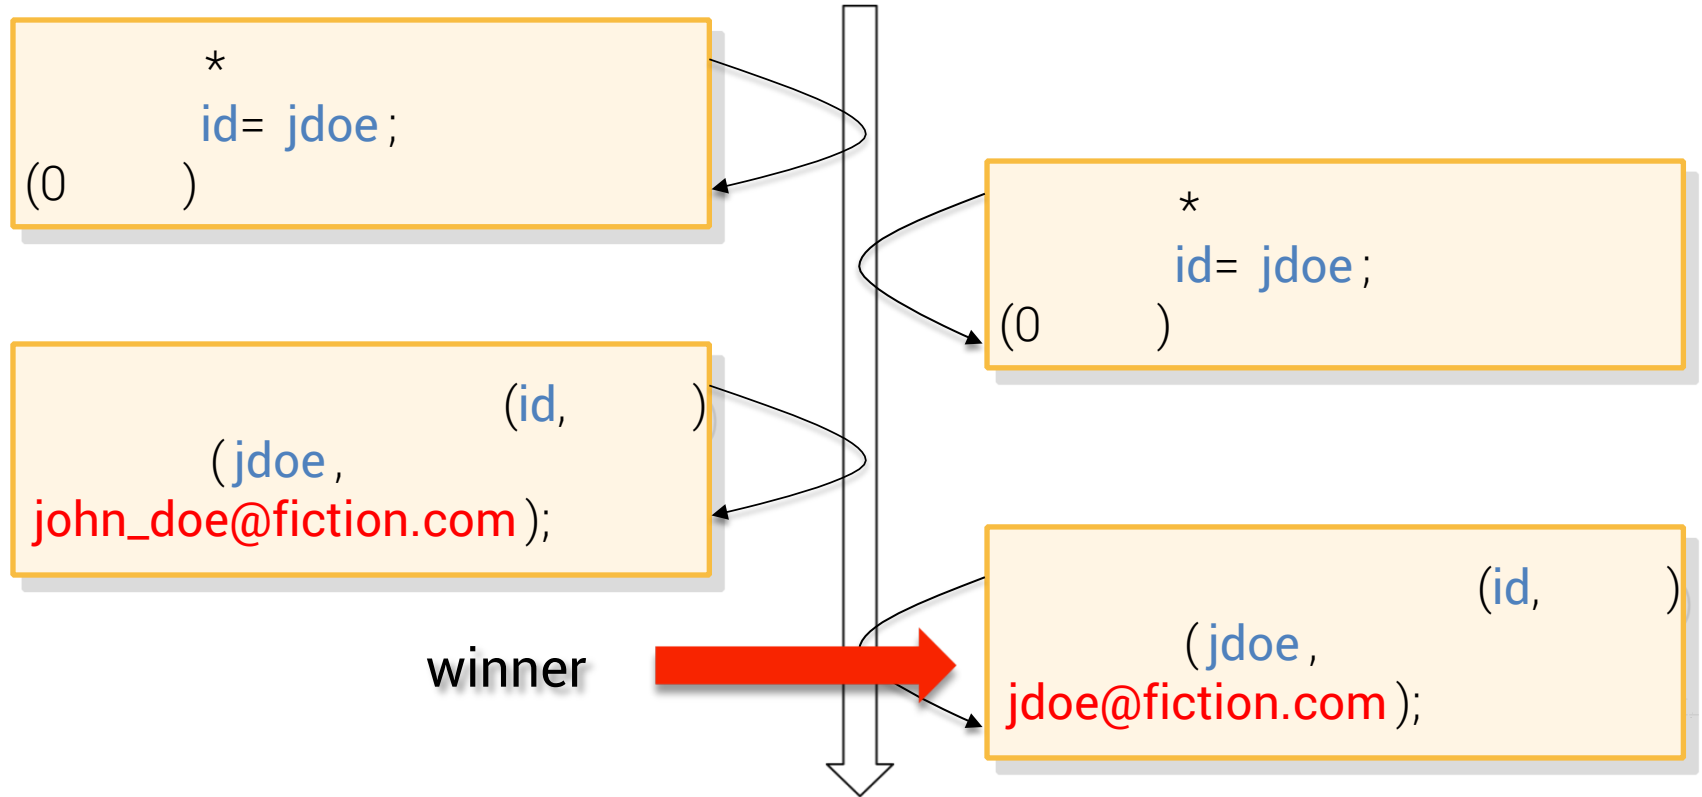 *
id= jdoe ;
(0 )
*
id= jdoe ;
(0 )
(id, )
( jdoe ,
john_doe@fiction.com );
(id, )
( jdoe ,
jdoe@fiction.com );
winner